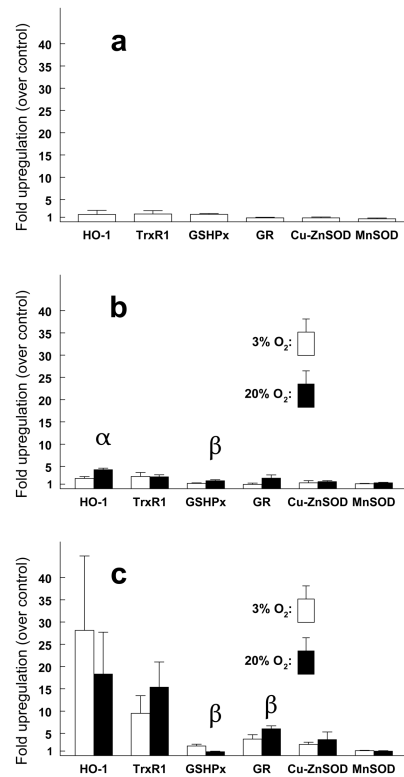 a
Fold upregulation (over control)
40
35
30
25
20
15
10
5
1
HO-1 TrxR1 GSHPx GR Cu-ZnSOD MnSOD
b
Fold upregulation (over control)
40
35
30
25
20
15
10
5
1
3% O₂:
20% O₂:
α β
HO-1 TrxR1 GSHPx GR Cu-ZnSOD MnSOD
c
Fold upregulation (over control)
40
35
30
25
20
15
10
5
1
3% O₂:
20% O₂:
β β
HO-1 TrxR1 GSHPx GR Cu-ZnSOD MnSOD